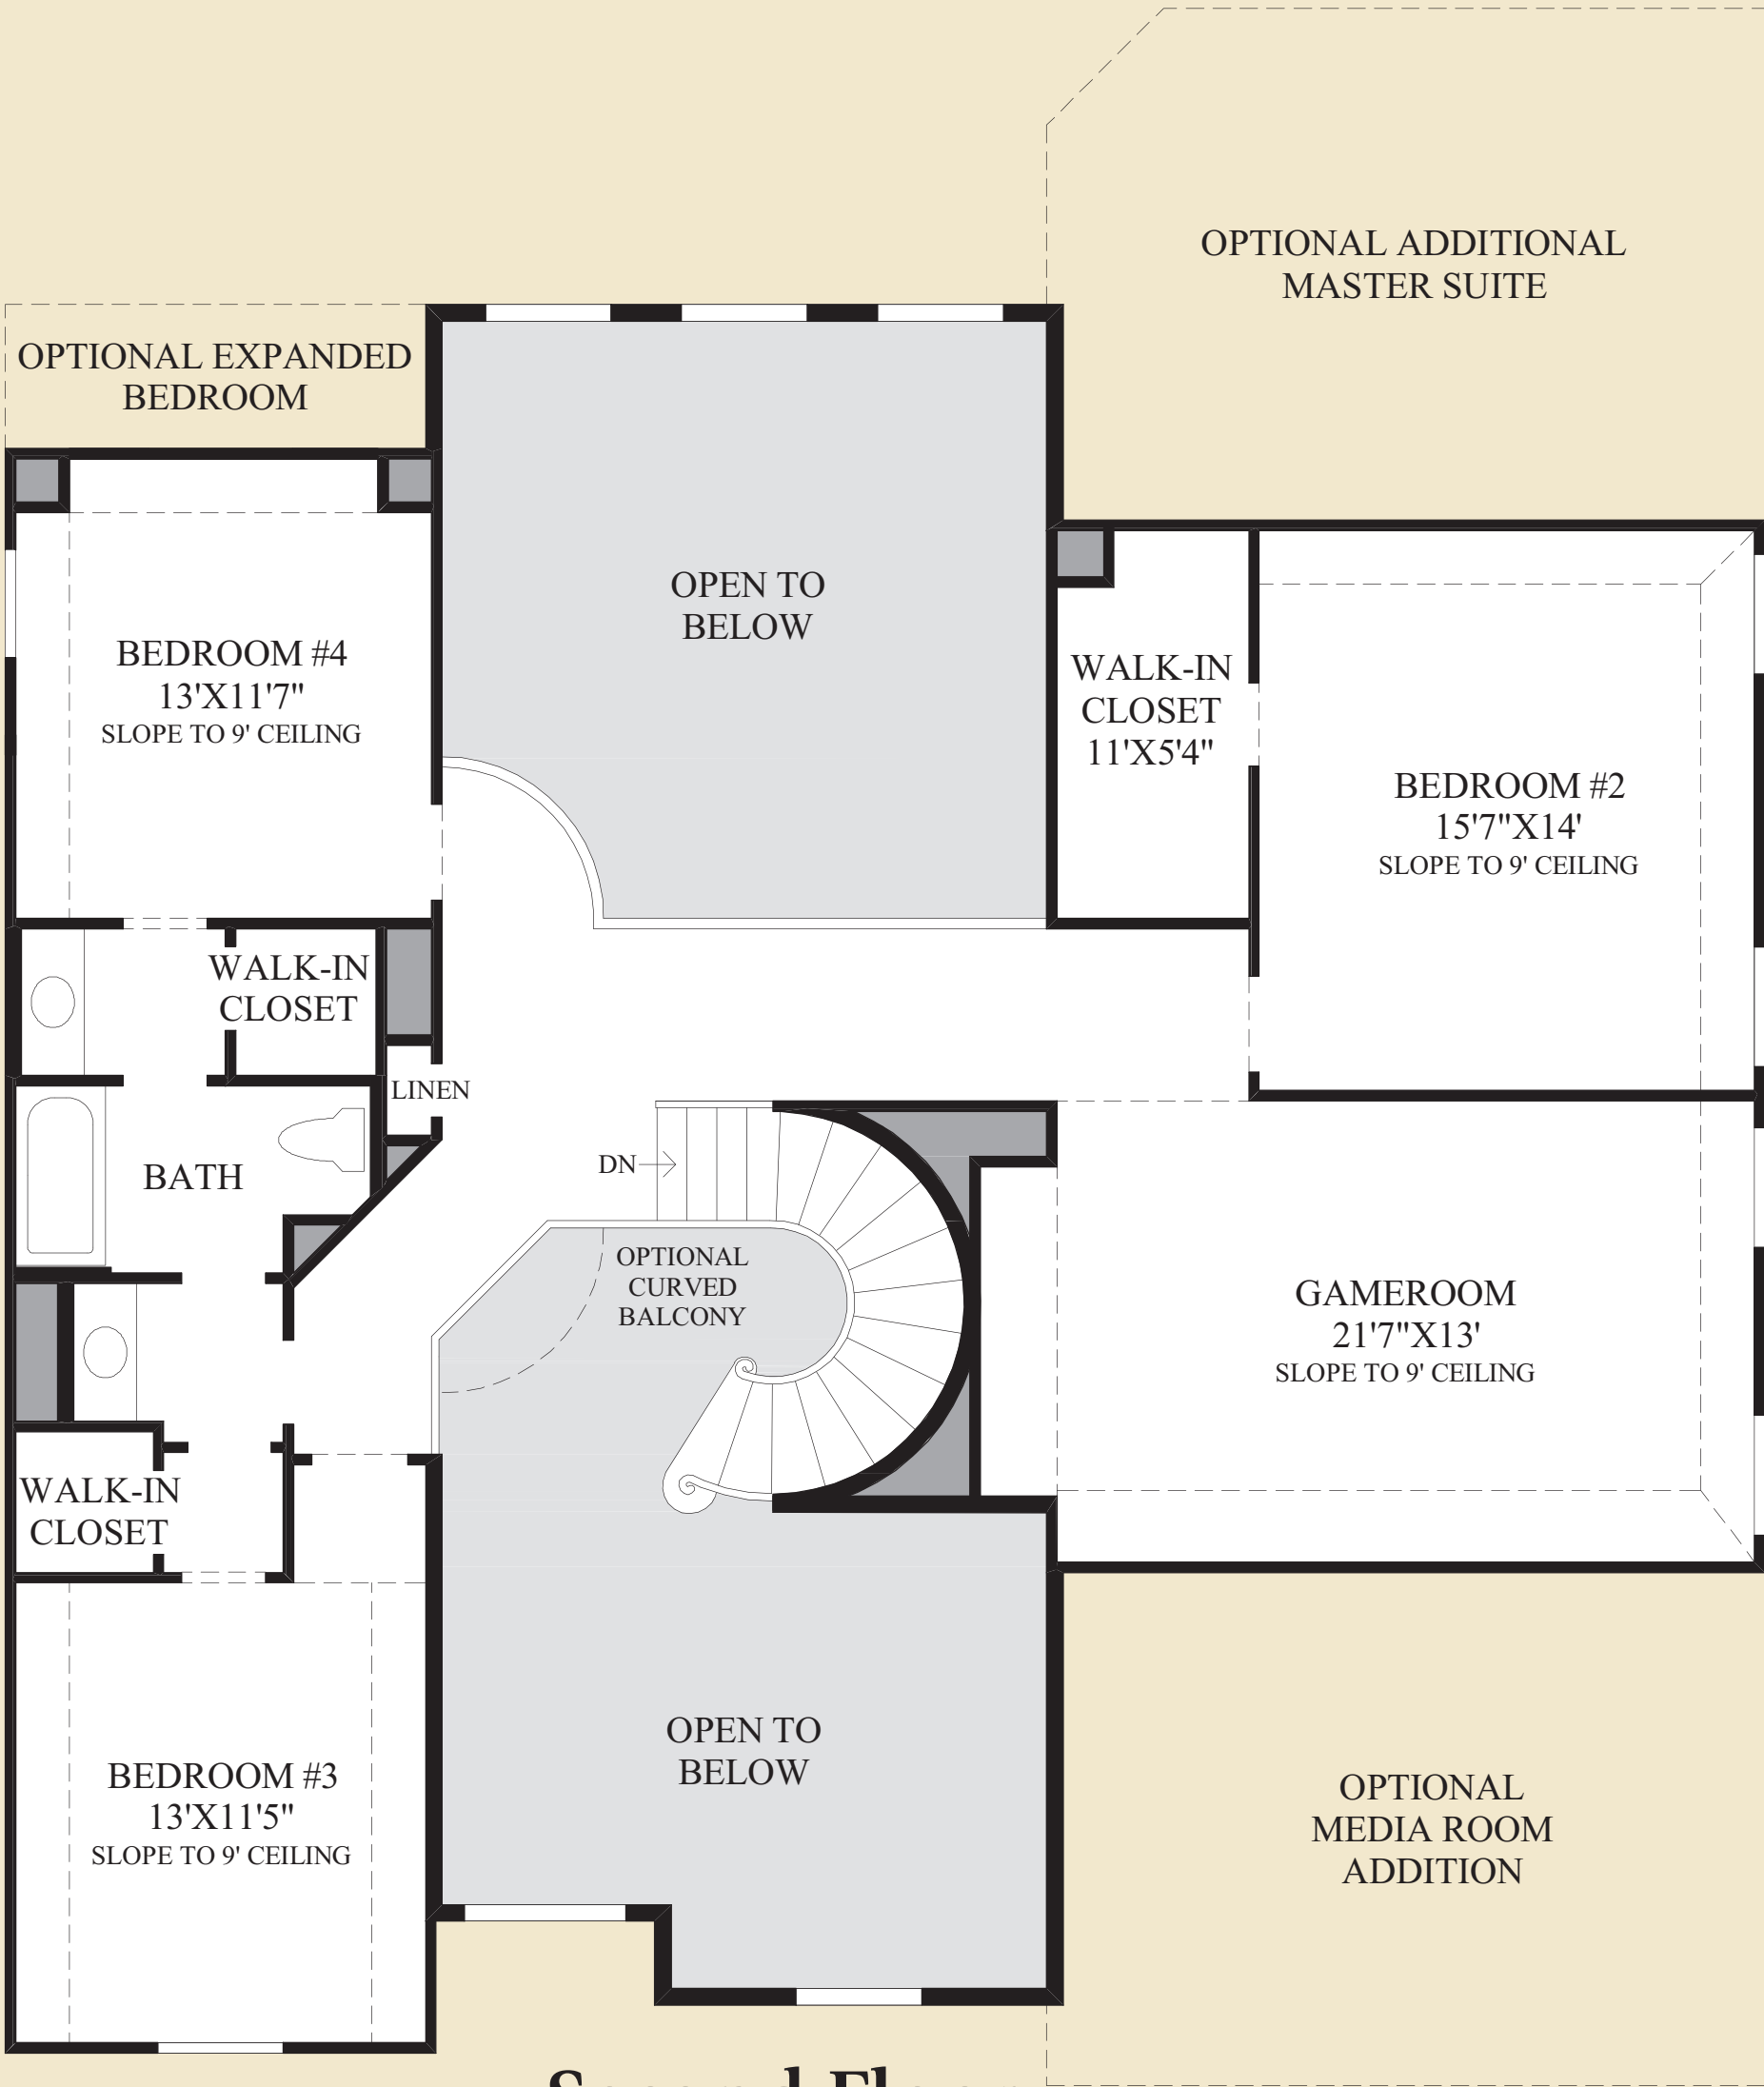 OPTIONAL ADDITIONAL
MASTER SUITE
OPTIONAL EXPANDED
BEDROOM
OPEN TO
BELOW
BEDROOM #4
13'X11'7"
SLOPE TO 9' CEILING
WALK-IN
CLOSET
11'X5'4"
BEDROOM #2
15'7"X14'
SLOPE TO 9' CEILING
WALK-IN
CLOSET
LINEN
BATH
DN
OPTIONAL
CURVED
BALCONY
GAMEROOM
21'7"X13'
SLOPE TO 9' CEILING
WALK-IN
CLOSET
OPEN TO
BELOW
BEDROOM #3
13'X11'5"
SLOPE TO 9' CEILING
OPTIONAL
MEDIA ROOM
ADDITION
Second Floor